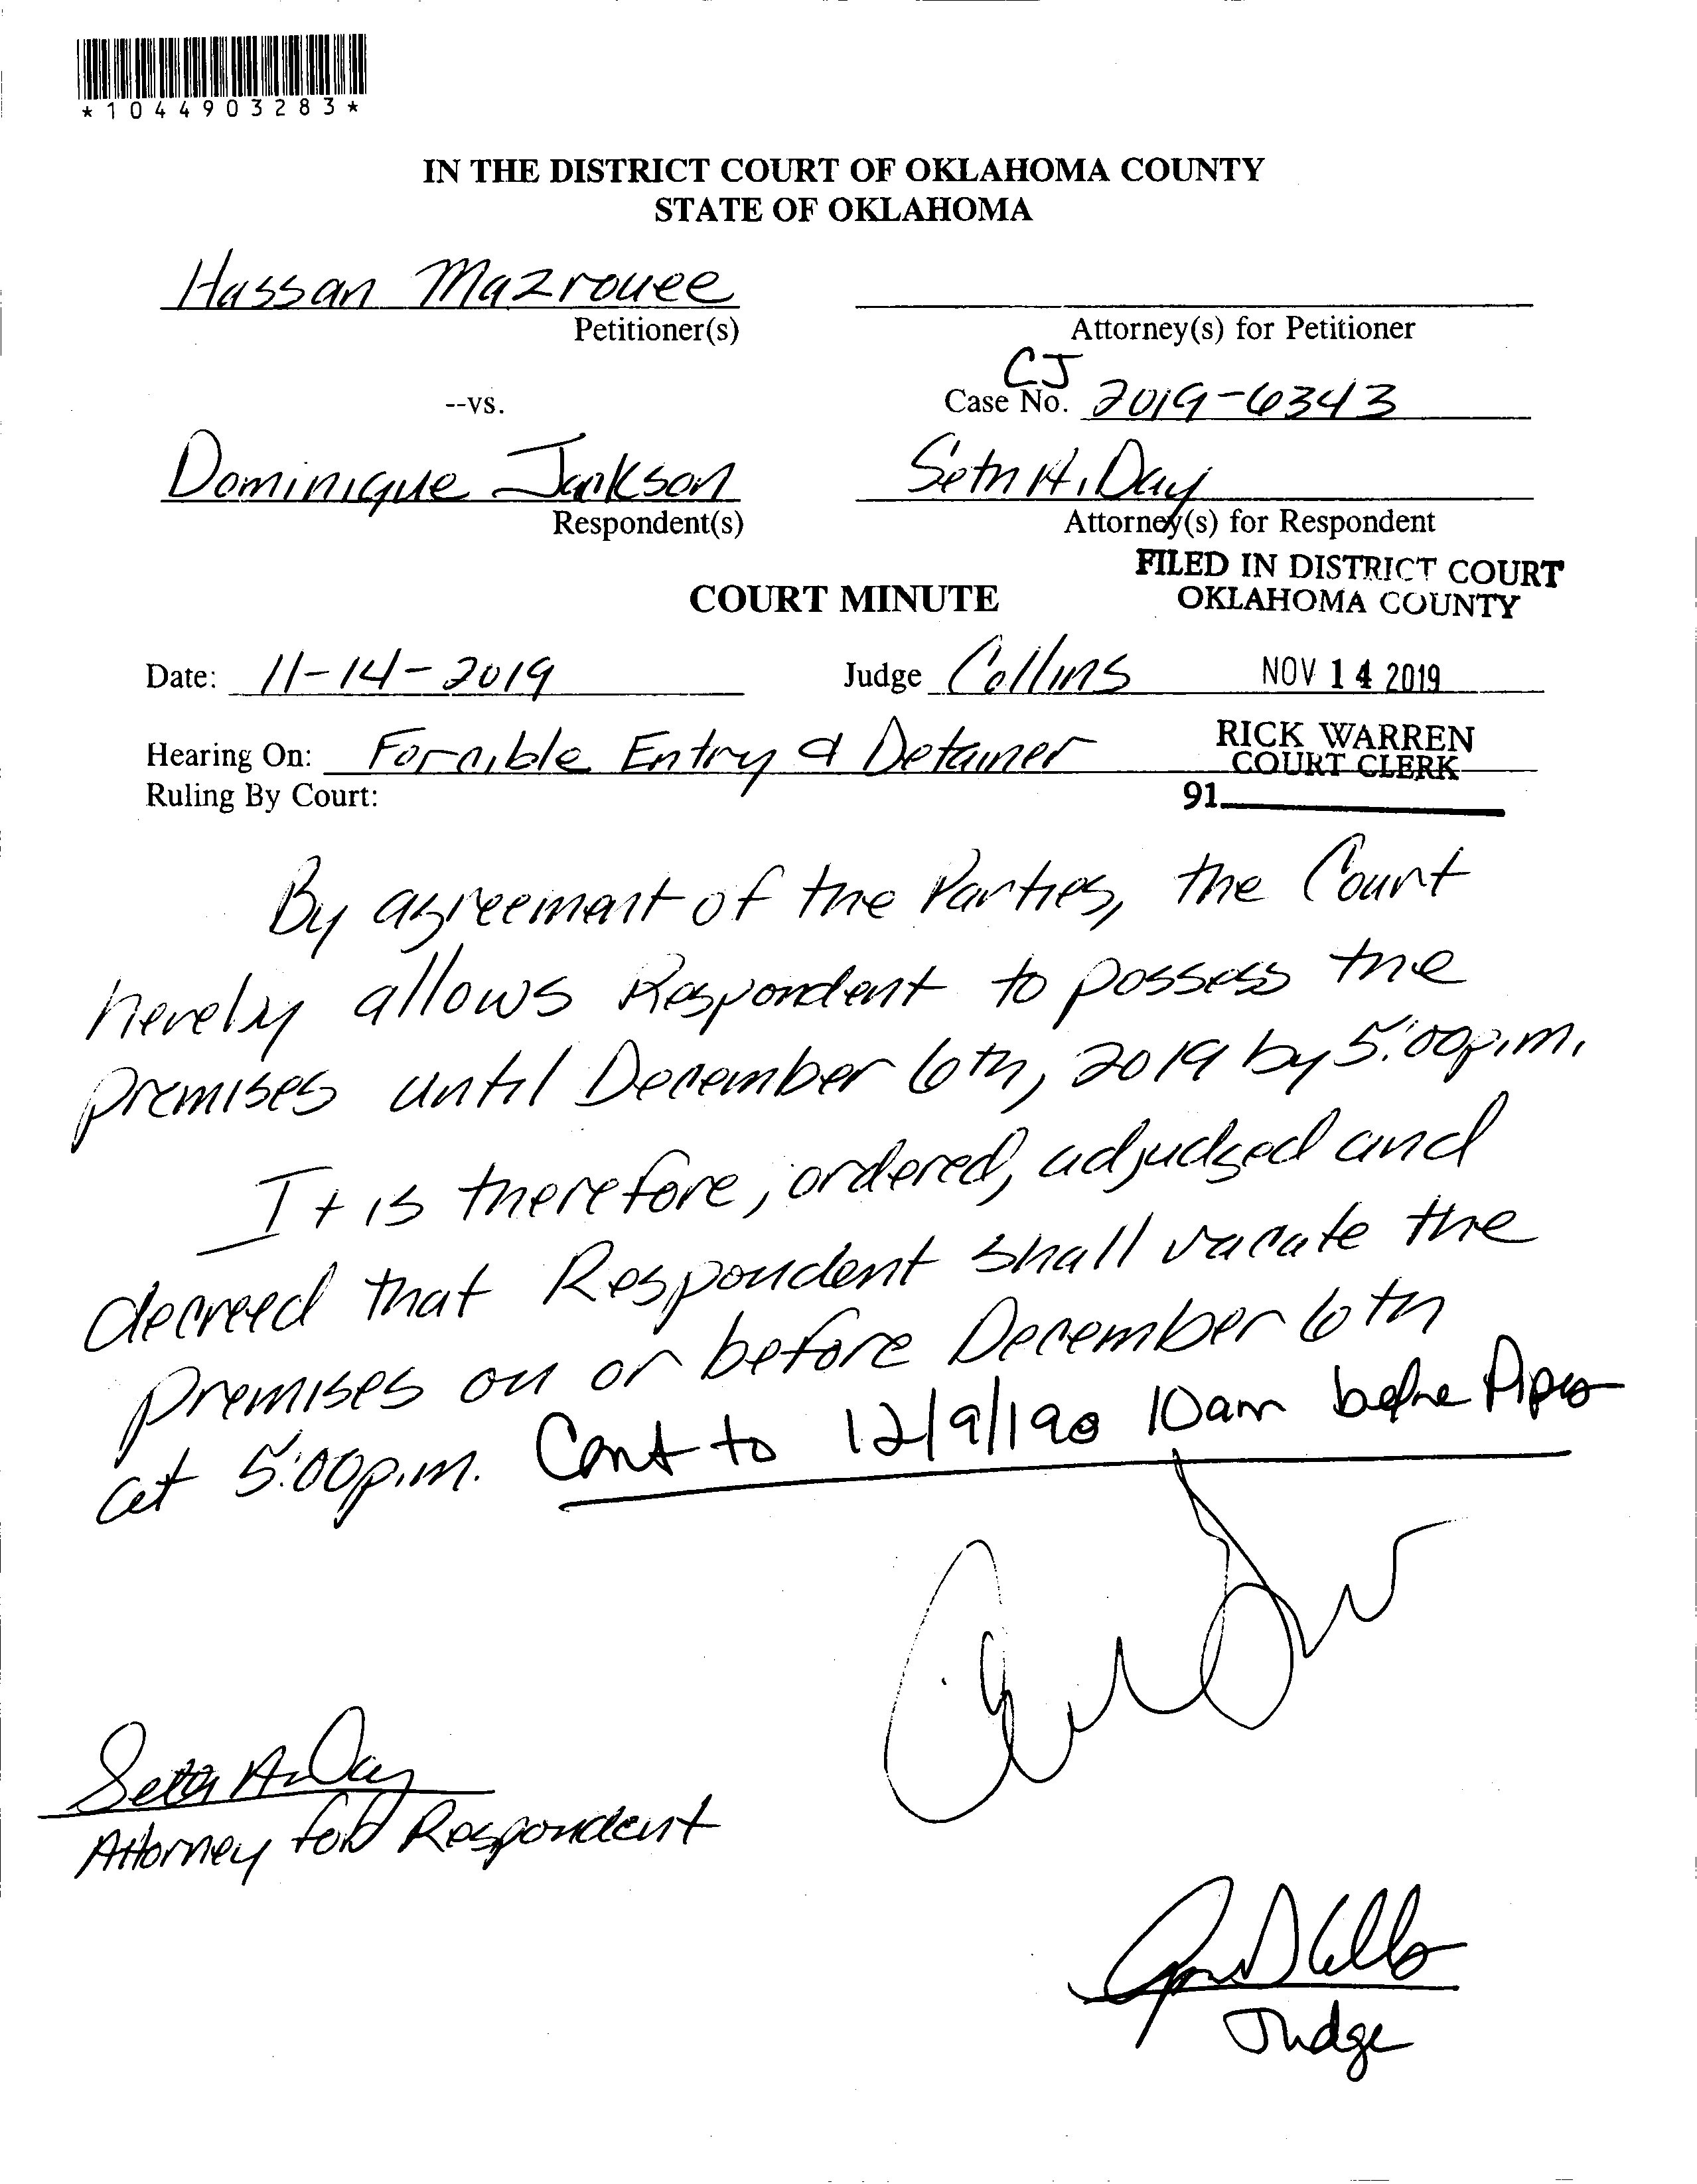 *1044903283*
IN THE DISTRICT COURT OF OKLAHOMA COUNTY
STATE OF OKLAHOMA
Hassan Mazrouee
Petitioner(s)
Attorney(s) for Petitioner
--vs.
CJ
Case No. 2019-6343
Dominique Jackson
Respondent(s)
Seth H. Day
Attorney(s) for Respondent
FILED IN DISTRICT COURT
OKLAHOMA COUNTY
COURT MINUTE
Date: 11-14-2019
Judge Collins
NOV 14 2019
Hearing On: Forcible Entry & Detainer
RICK WARREN
COURT CLERK
Ruling By Court:
91
By agreement of the Parties, the Court
hereby allows Respondent to possess the
premises until December 6th, 2019 by 5:00p.m.
It is therefore, ordered, adjudged and
decreed that Respondent shall vacate the
premises on or before December 6th
at 5:00p.m. Cont to 12/9/19 @ 10am before
Seth H. Day
Attorney for Respondent
Judge